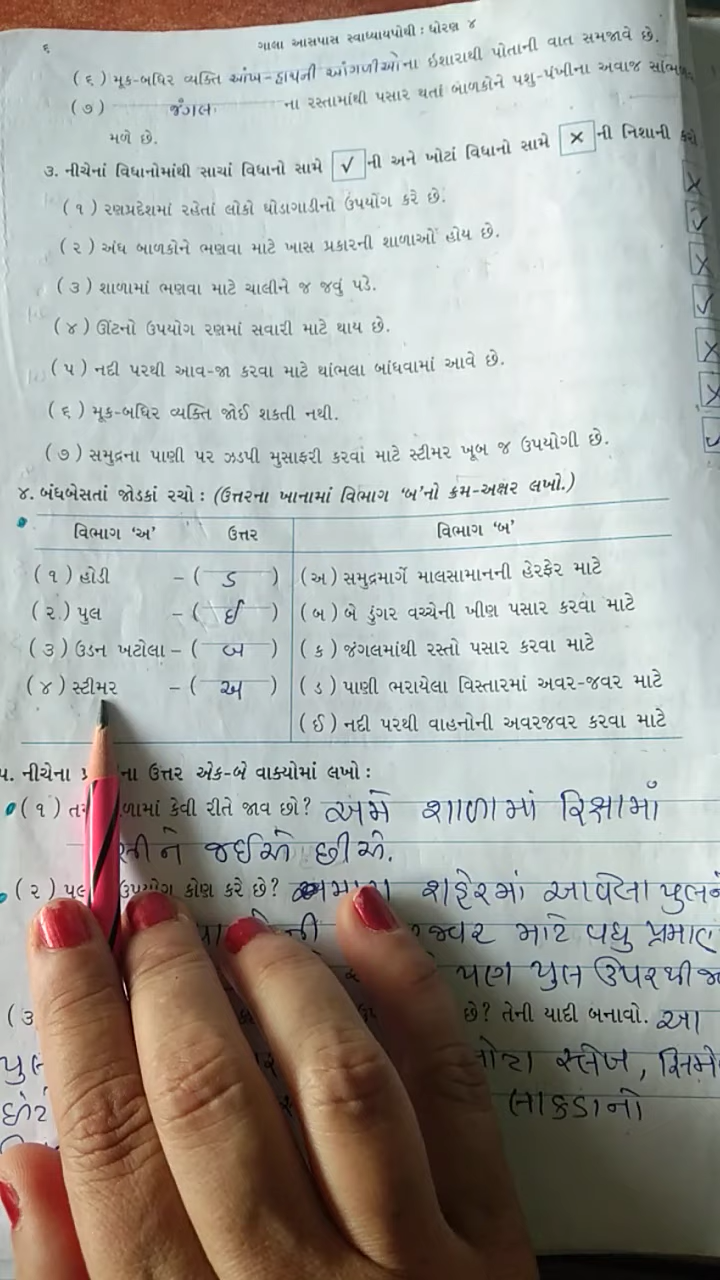 ૬ ગાલા આસપાસ સ્વાધ્યાયપોથી : ધોરણ ૪
(૬) મૂક-બધિર વ્યક્તિ આંખ-હાથની આંગળીઓના ઇશારાથી પોતાની વાત સમજાવે છે.
(૭) જંગલ ના રસ્તામાંથી પસાર થતાં બાળકોને પશુ-પંખીના અવાજ
મળે છે.
૩. નીચેનાં વિધાનોમાંથી સાચાં વિધાનો સામે ✓ ની અને ખોટાં વિધાનો સામે × ની નિશાની કરો
(૧) રણપ્રદેશમાં રહેતાં લોકો ઘોડાગાડીનો ઉપયોગ કરે છે. ×
(૨) અંધ બાળકોને ભણવા માટે ખાસ પ્રકારની શાળાઓ હોય છે. ✓
(૩) શાળામાં ભણવા માટે ચાલીને જ જવું પડે. ×
(૪) ઊંટનો ઉપયોગ રણમાં સવારી માટે થાય છે. ✓
(૫) નદી પરથી આવ-જા કરવા માટે થાંભલા બાંધવામાં આવે છે. ×
(૬) મૂક-બધિર વ્યક્તિ જોઈ શકતી નથી. ×
(૭) સમુદ્રના પાણી પર ઝડપી મુસાફરી કરવા માટે સ્ટીમર ખૂબ જ ઉપયોગી છે. ✓
૪. બંધબેસતાં જોડકાં રચો : (ઉત્તરના ખાનામાં વિભાગ ‘બ’નો ક્રમ-અક્ષર લખો.)
વિભાગ ‘અ’ ઉત્તર વિભાગ ‘બ’
(૧) હોડી – ( ડ ) (અ) સમુદ્રમાર્ગે માલસામાનની હેરફેર માટે
(૨) પુલ – ( ઈ ) (બ) બે ડુંગર વચ્ચેની ખીણ પસાર કરવા માટે
(૩) ઉડન ખટોલા – ( બ ) (ક) જંગલમાંથી રસ્તો પસાર કરવા માટે
(૪) સ્ટીમર – ( અ ) (ડ) પાણી ભરાયેલા વિસ્તારમાં અવર-જવર માટે
(ઈ) નદી પરથી વાહનોની અવરજવર કરવા માટે
૫. નીચેના ના ઉત્તર એક-બે વાક્યોમાં લખો :
(૧) ળામાં કેવી રીતે જાવ છો? અમે શાળામાં રિક્ષામાં
જઈએ છીએ.
(૨) ઉપયોગ કોણ કરે છે? શહેરમાં આવેલા પુલને
માટે વધુ પ્રમાણ
પણ પુલ ઉપરથી જ
(૩ છે? તેની યાદી બનાવો. આ
લાકડાનો